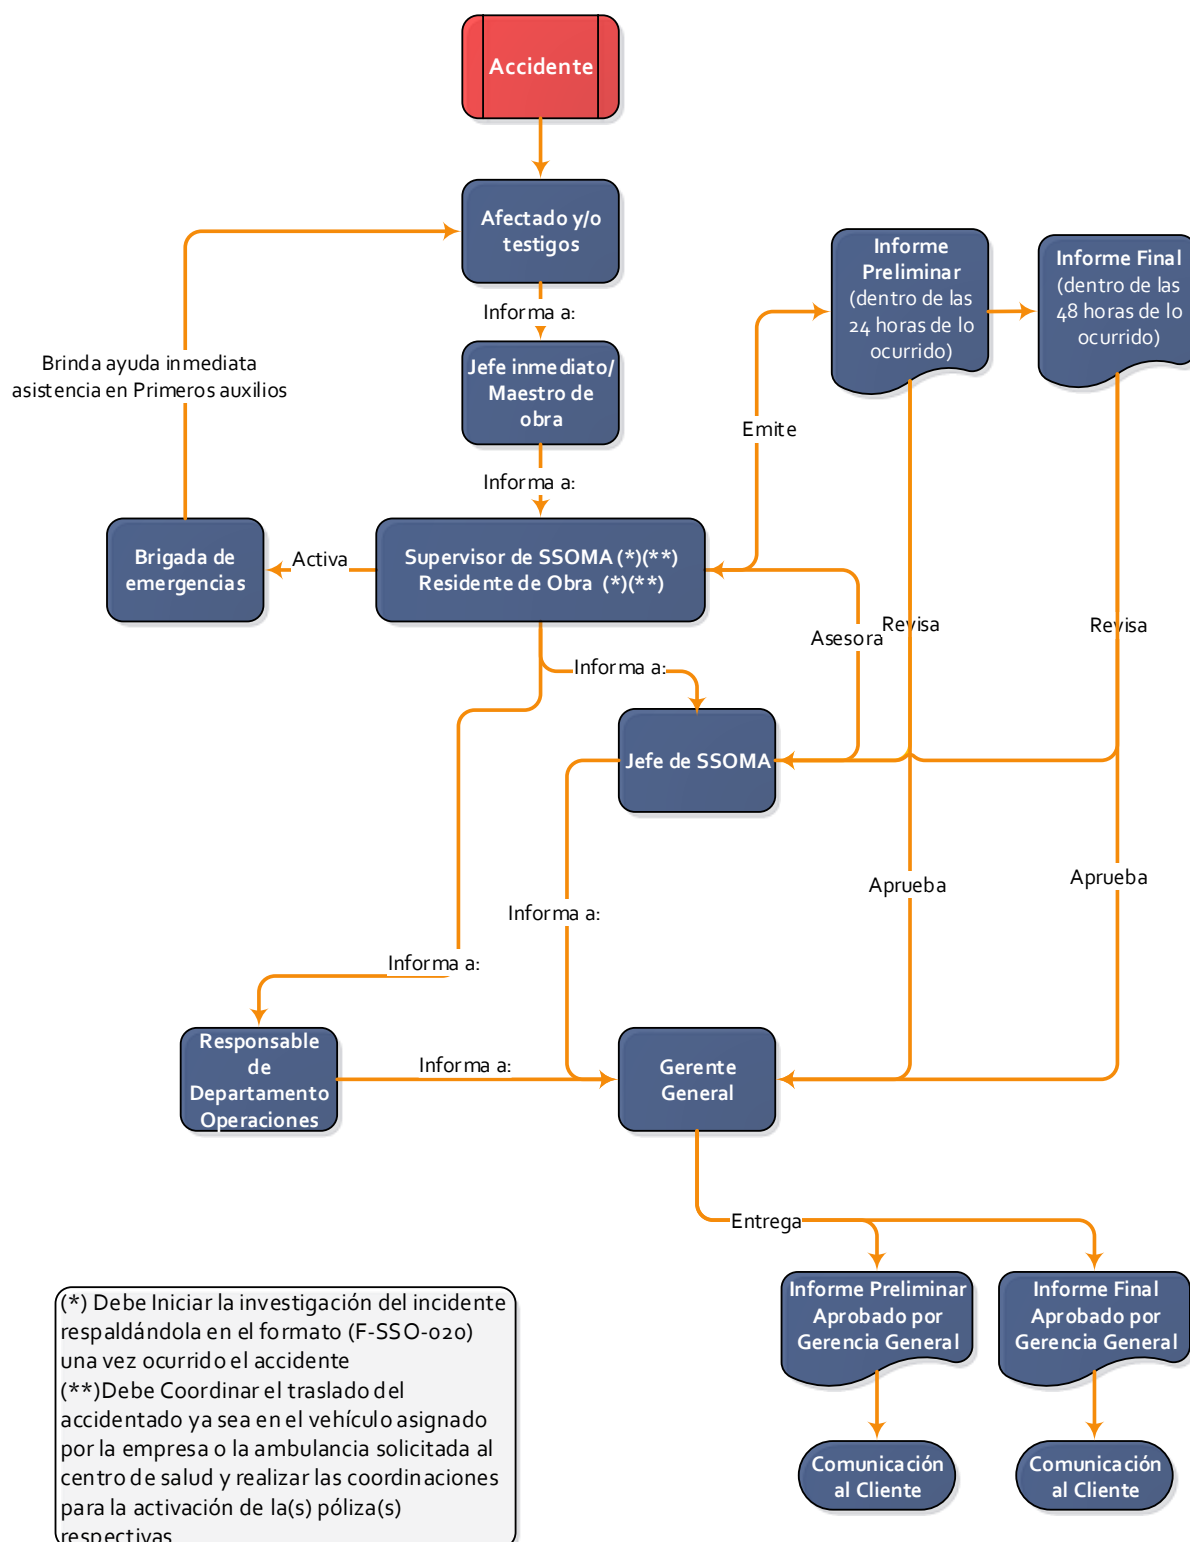 Accidente
Afectado y/o
testigos
Informa a:
Jefe inmediato/
Maestro de
obra
Informa a:
Supervisor de SSOMA (*)(**)
Residente de Obra (*)(**)
Activa
Brigada de
emergencias
Brinda ayuda inmediata
asistencia en Primeros auxilios
Emite
Informe
Preliminar
(dentro de las
24 horas de lo
ocurrido)
Informe Final
(dentro de las
48 horas de lo
ocurrido)
Asesora
Revisa
Revisa
Informa a:
Jefe de SSOMA
Aprueba
Aprueba
Informa a:
Informa a:
Responsable
de
Departamento
Operaciones
Informa a:
Gerente
General
Entrega
Informe Preliminar
Aprobado por
Gerencia General
Informe Final
Aprobado por
Gerencia General
Comunicación
al Cliente
Comunicación
al Cliente
(*) Debe Iniciar la investigación del incidente
respaldándola en el formato (F-SSO-020)
una vez ocurrido el accidente
(**)Debe Coordinar el traslado del
accidentado ya sea en el vehículo asignado
por la empresa o la ambulancia solicitada al
centro de salud y realizar las coordinaciones
para la activación de la(s) póliza(s)
respectivas